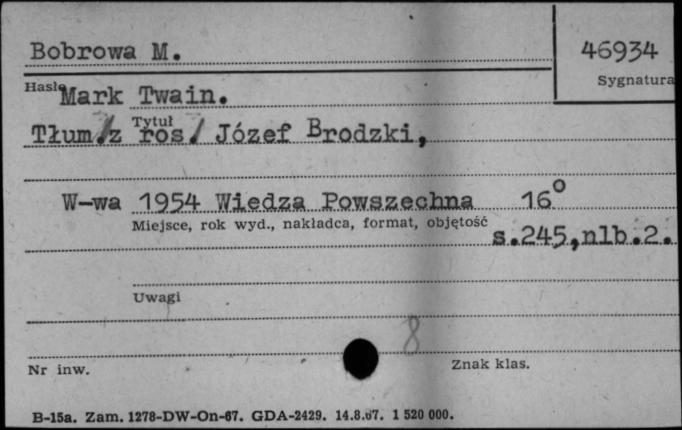 Bobrowa M.
46934
Sygnatura
Hasło
Mark Twain.
Tytuł
Tłum./z ros/ Józef Brodzki,
W-wa 1954 Wiedza Powszechna 16°
Miejsce, rok wyd., nakładca, format, objętość
s.245,nlb.2.
Uwagi
8
Nr inw.
Znak klas.
B-15a. Zam. 1278-DW-On-67. GDA-2429. 14.8.67. 1 520 000.